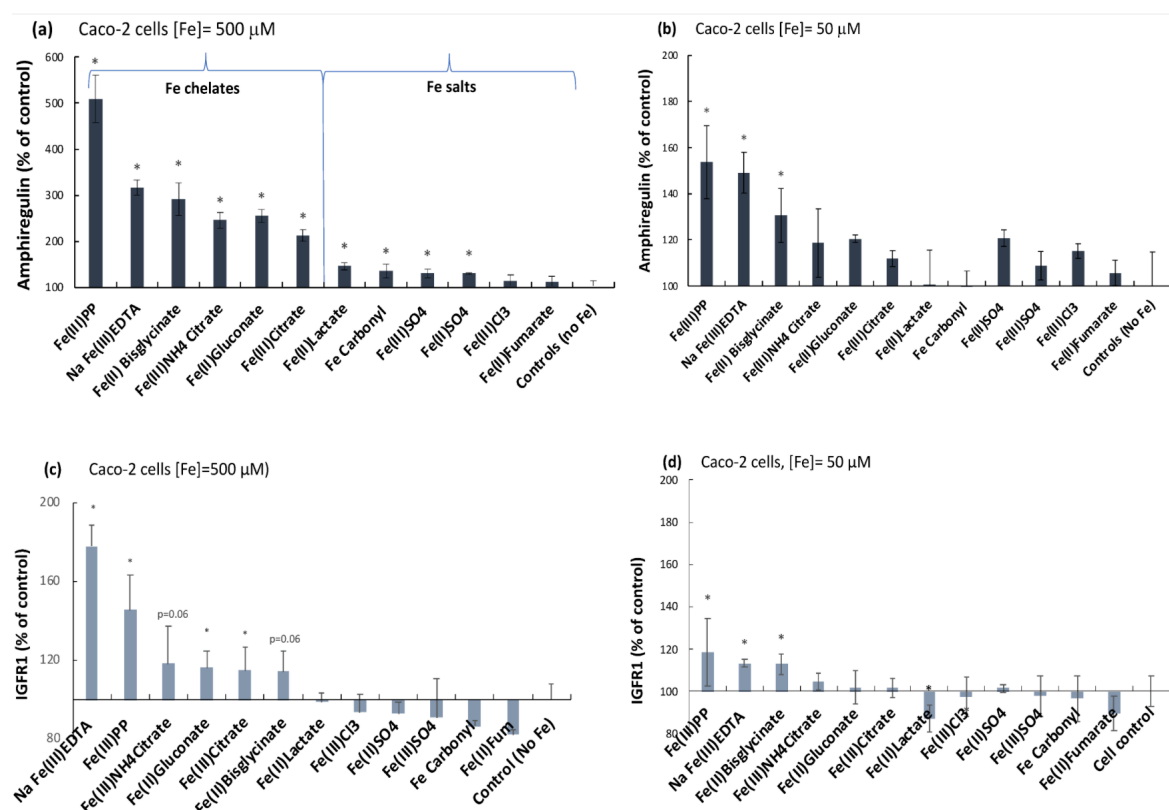 (a) Caco-2 cells [Fe]= 500 μM
Amphiregulin (% of control)
600
500
400
300
200
100
Fe chelates
Fe salts
*
*
*
*
*
*
*
*
*
*
Fe(III)PP
Na Fe(III)EDTA
Fe(II) Bisglycinate
Fe(III)NH4 Citrate
Fe(II)Gluconate
Fe(III)Citrate
Fe(II)Lactate
Fe Carbonyl
Fe(III)SO4
Fe(II)SO4
Fe(III)Cl3
Fe(II)Fumarate
Controls (no Fe)
(b) Caco-2 cells [Fe]= 50 μM
Amphiregulin (% of control)
200
180
160
140
120
100
*
*
*
Fe(III)PP
Na Fe(III)EDTA
Fe(II) Bisglycinate
Fe(III)NH4 Citrate
Fe(II)Gluconate
Fe(III)Citrate
Fe(II)Lactate
Fe Carbonyl
Fe(II)SO4
Fe(III)SO4
Fe(III)Cl3
Fe(II)Fumarate
Controls (No Fe)
(c) Caco-2 cells [Fe]=500 μM)
IGFR1 (% of control)
200
160
120
80
*
*
p=0.06
*
*
p=0.06
Na Fe(III)EDTA
Fe(III)PP
Fe(III)NH4Citrate
Fe(II)Gluconate
Fe(III)Citrate
Fe(II)Bisglycinate
Fe(II)Lactate
Fe(III)Cl3
Fe(II)SO4
Fe(III)SO4
Fe Carbonyl
Fe(II)Fum
Control (No Fe)
(d) Caco-2 cells, [Fe]= 50 μM
IGFR1 (% of control)
200
180
160
140
120
100
80
*
*
*
*
Fe(III)PP
Na Fe(III)EDTA
Fe(II)Bisglycinate
Fe(III)NH4Citrate
Fe(II)Gluconate
Fe(III)Citrate
Fe(II)Lactate
Fe(III)Cl3
Fe(II)SO4
Fe(III)SO4
Fe Carbonyl
Fe(II)Fumarate
Cell control